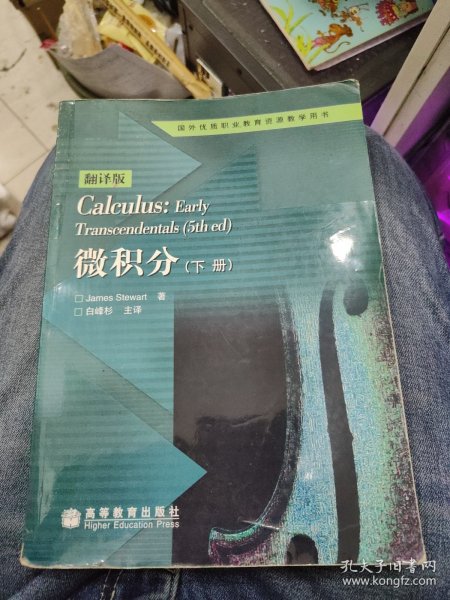 国外优质职业教育资源教学用书
翻译版
Calculus: Early
Transcendentals (5th ed)
微积分(下 册)
□ James Stewart 著
□ 白峰杉 主译
高等教育出版社
Higher Education Press
孔夫子旧书网
www.kongfz.com